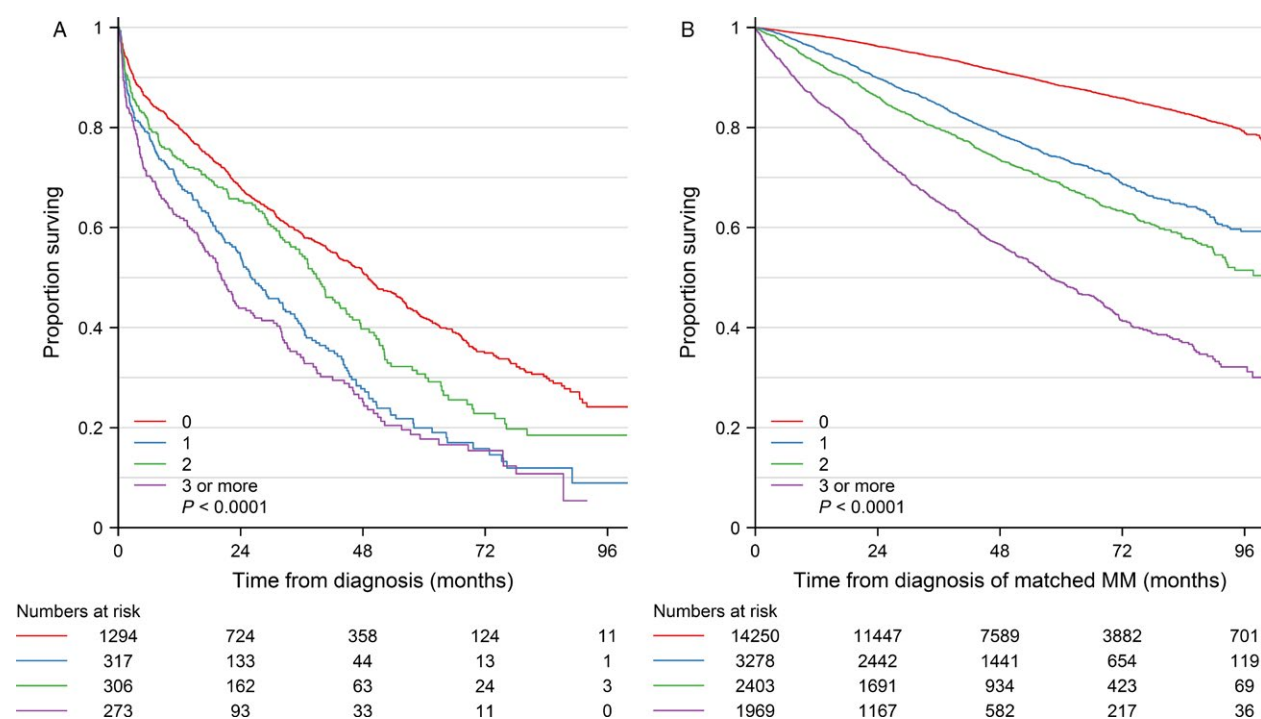 A
1
0.8
0.6
0.4
0.2
0
Proportion surving
0
1
2
3 or more
P < 0.0001
0 24 48 72 96
Time from diagnosis (months)
Numbers at risk
1294 724 358 124 11
317 133 44 13 1
306 162 63 24 3
273 93 33 11 0
B
1
0.8
0.6
0.4
0.2
0
Proportion surving
0
1
2
3 or more
P < 0.0001
0 24 48 72 96
Time from diagnosis of matched MM (months)
Numbers at risk
14250 11447 7589 3882 701
3278 2442 1441 654 119
2403 1691 934 423 69
1969 1167 582 217 36